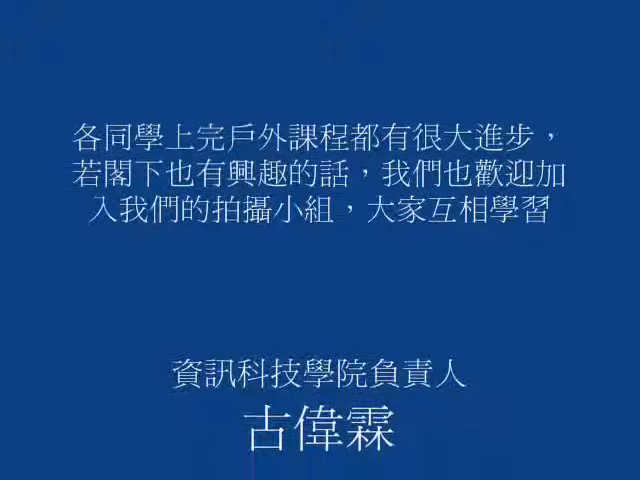 各同學上完戶外課程都有很大進步，
若閣下也有興趣的話，我們也歡迎加
入我們的拍攝小組，大家互相學習
資訊科技學院負責人
古偉霖